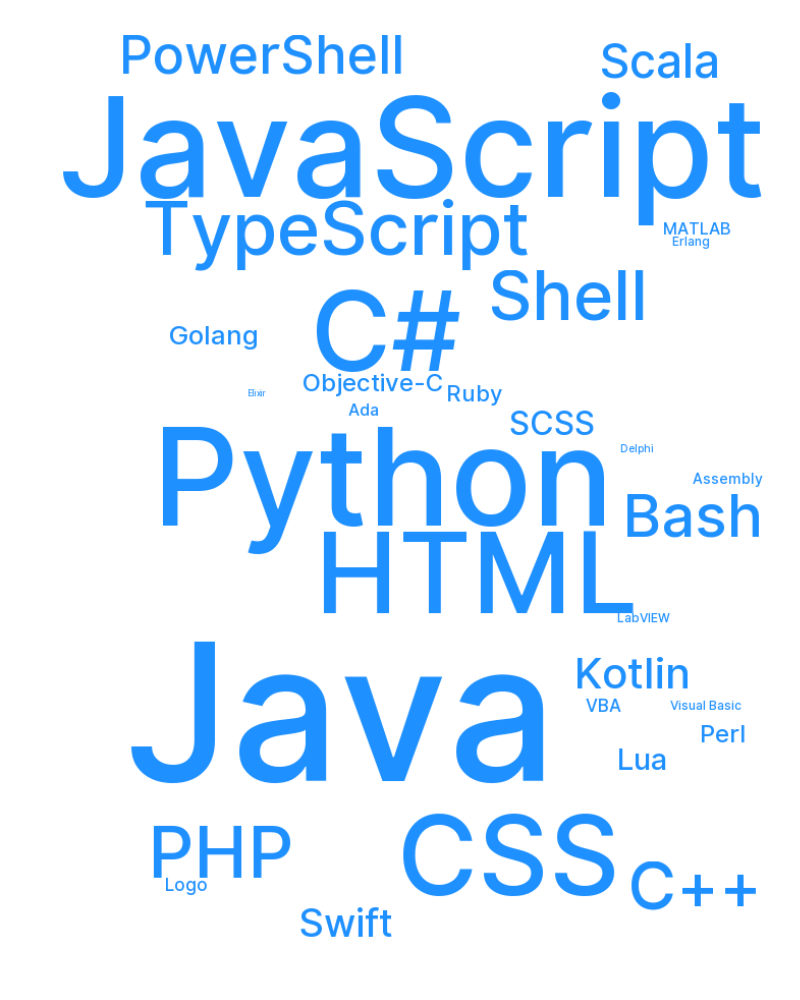 PowerShell
Scala
JavaScript
TypeScript
MATLAB
Erlang
Shell
C#
Golang
Objective-C
Ruby
Elixir
Ada
SCSS
Python
Delphi
Assembly
Bash
HTML
LabVIEW
Java
Kotlin
VBA
Visual Basic
Perl
Lua
PHP
CSS
C++
Logo
Swift